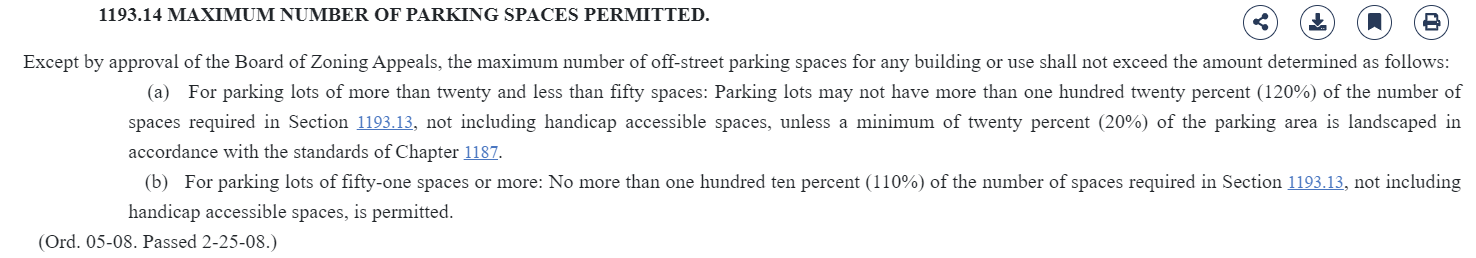 1193.14 MAXIMUM NUMBER OF PARKING SPACES PERMITTED.
Except by approval of the Board of Zoning Appeals, the maximum number of off-street parking spaces for any building or use shall not exceed the amount determined as follows:
(a) For parking lots of more than twenty and less than fifty spaces: Parking lots may not have more than one hundred twenty percent (120%) of the number of
spaces required in Section 1193.13, not including handicap accessible spaces, unless a minimum of twenty percent (20%) of the parking area is landscaped in
accordance with the standards of Chapter 1187.
(b) For parking lots of fifty-one spaces or more: No more than one hundred ten percent (110%) of the number of spaces required in Section 1193.13, not including
handicap accessible spaces, is permitted.
(Ord. 05-08. Passed 2-25-08.)